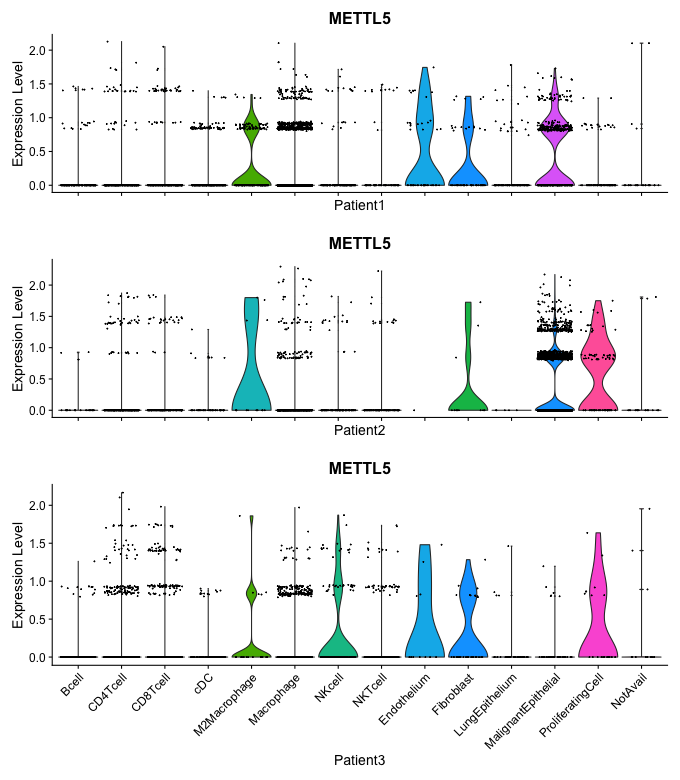 METTL5
Expression Level
2.0
1.5
1.0
0.5
0.0
Patient1
METTL5
Expression Level
2.0
1.5
1.0
0.5
0.0
Patient2
METTL5
Expression Level
2.0
1.5
1.0
0.5
0.0
Bcell
CD4Tcell
CD8Tcell
cDC
M2Macrophage
Macrophage
NKcell
NKTcell
Endothelium
Fibroblast
LungEpithelium
MalignantEpithelial
ProliferatingCell
NotAvail
Patient3